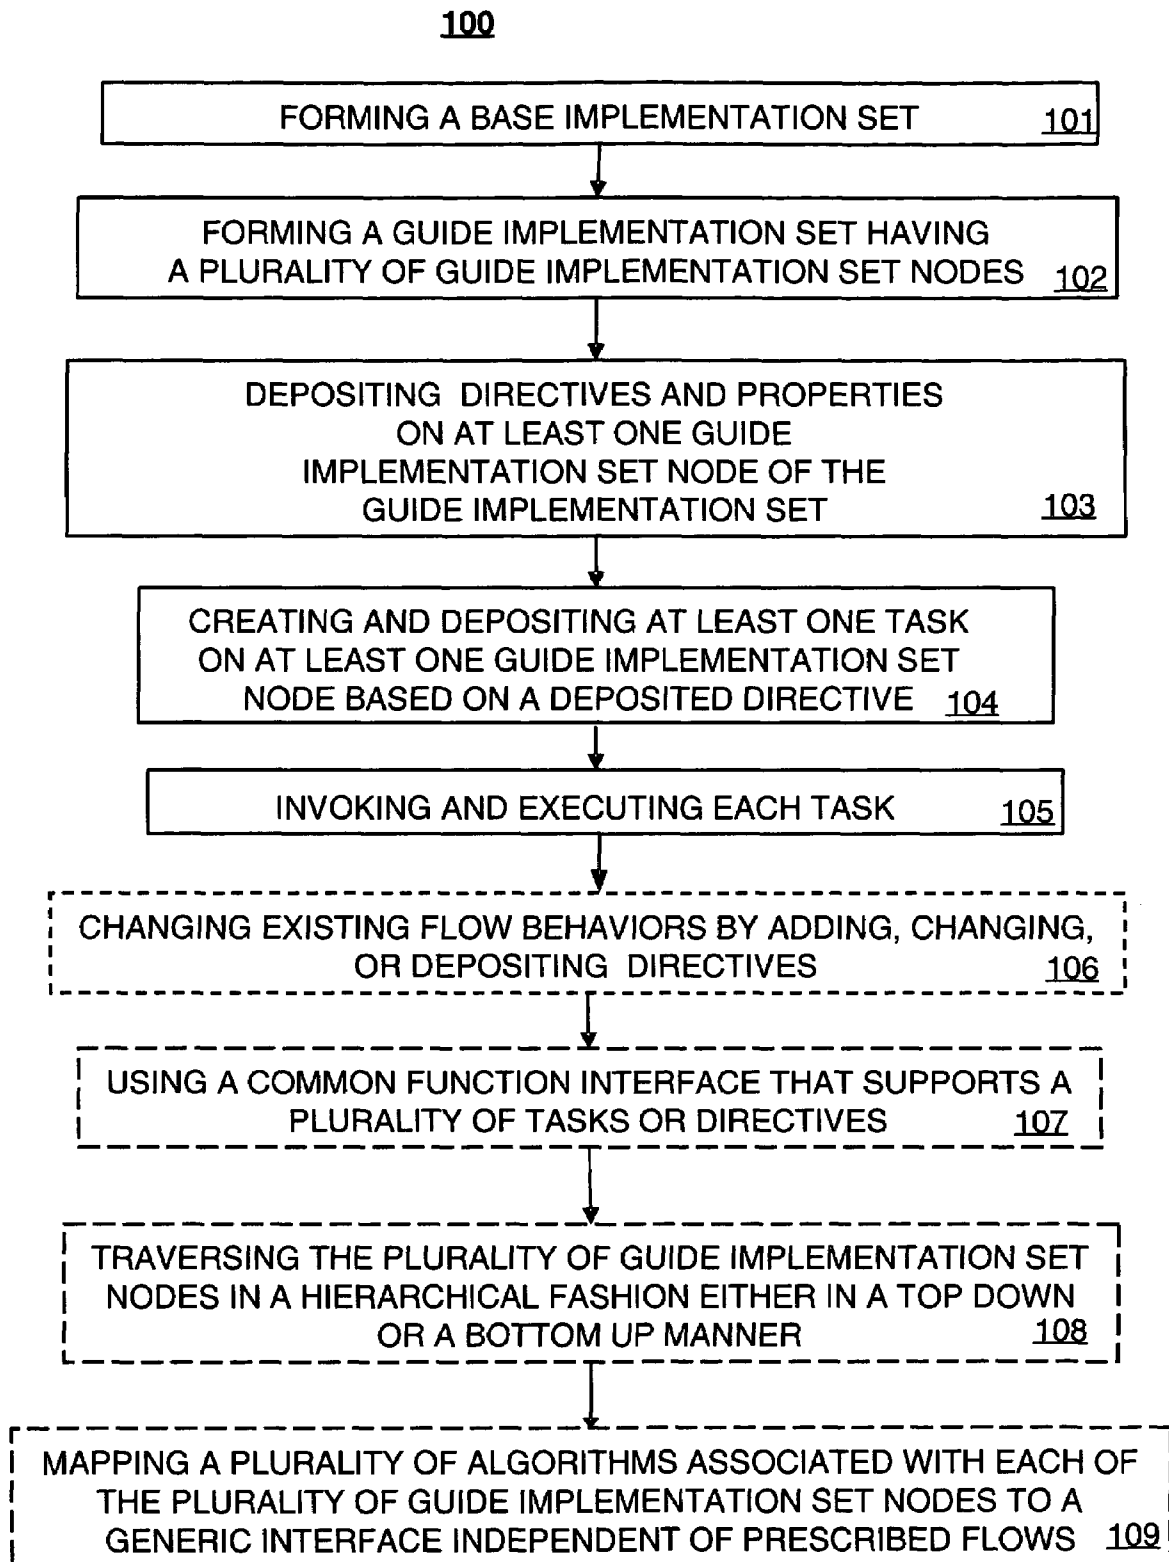 100
FORMING A BASE IMPLEMENTATION SET 101
FORMING A GUIDE IMPLEMENTATION SET HAVING
A PLURALITY OF GUIDE IMPLEMENTATION SET NODES 102
DEPOSITING DIRECTIVES AND PROPERTIES
ON AT LEAST ONE GUIDE
IMPLEMENTATION SET NODE OF THE
GUIDE IMPLEMENTATION SET 103
CREATING AND DEPOSITING AT LEAST ONE TASK
ON AT LEAST ONE GUIDE IMPLEMENTATION SET
NODE BASED ON A DEPOSITED DIRECTIVE 104
INVOKING AND EXECUTING EACH TASK 105
CHANGING EXISTING FLOW BEHAVIORS BY ADDING, CHANGING,
OR DEPOSITING DIRECTIVES 106
USING A COMMON FUNCTION INTERFACE THAT SUPPORTS A
PLURALITY OF TASKS OR DIRECTIVES 107
TRAVERSING THE PLURALITY OF GUIDE IMPLEMENTATION SET
NODES IN A HIERARCHICAL FASHION EITHER IN A TOP DOWN
OR A BOTTOM UP MANNER 108
MAPPING A PLURALITY OF ALGORITHMS ASSOCIATED WITH EACH OF
THE PLURALITY OF GUIDE IMPLEMENTATION SET NODES TO A
GENERIC INTERFACE INDEPENDENT OF PRESCRIBED FLOWS 109